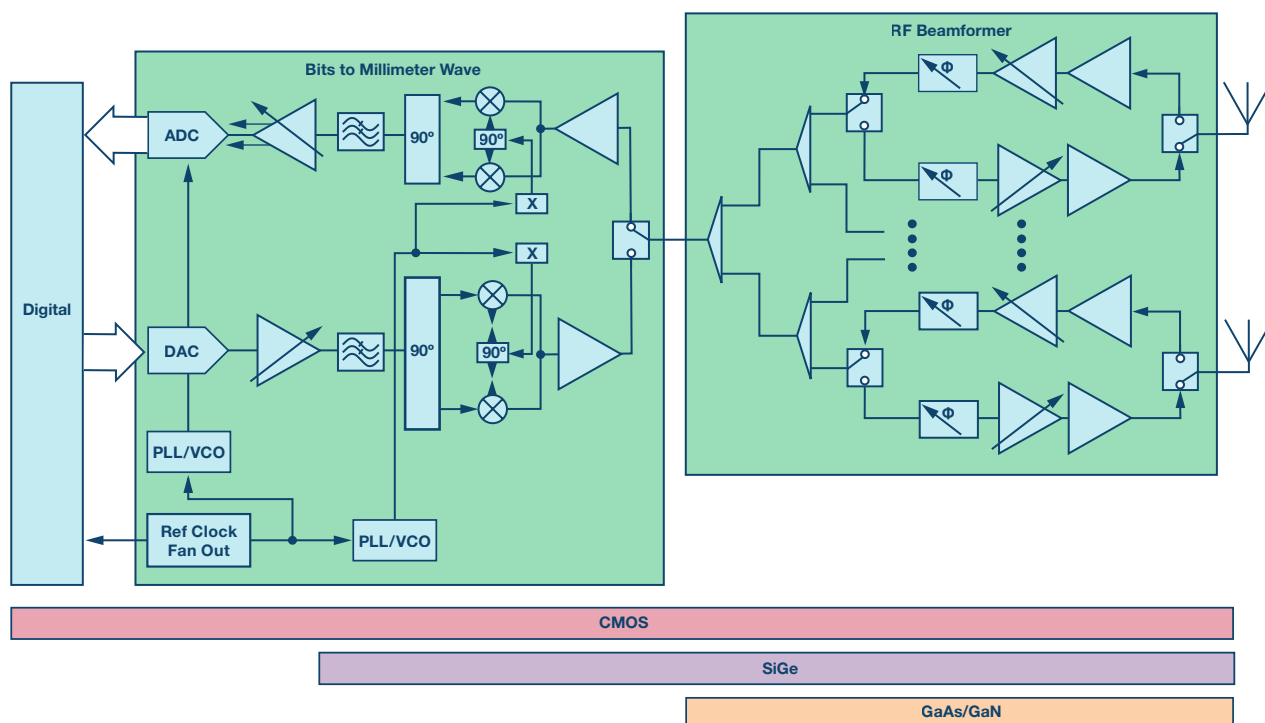 RF Beamformer
Bits to Millimeter Wave
Φ
ADC
90º
90º
X
Φ
X
Digital
DAC
90º
90º
Φ
PLL/VCO
Φ
Ref Clock
Fan Out
PLL/VCO
CMOS
SiGe
GaAs/GaN